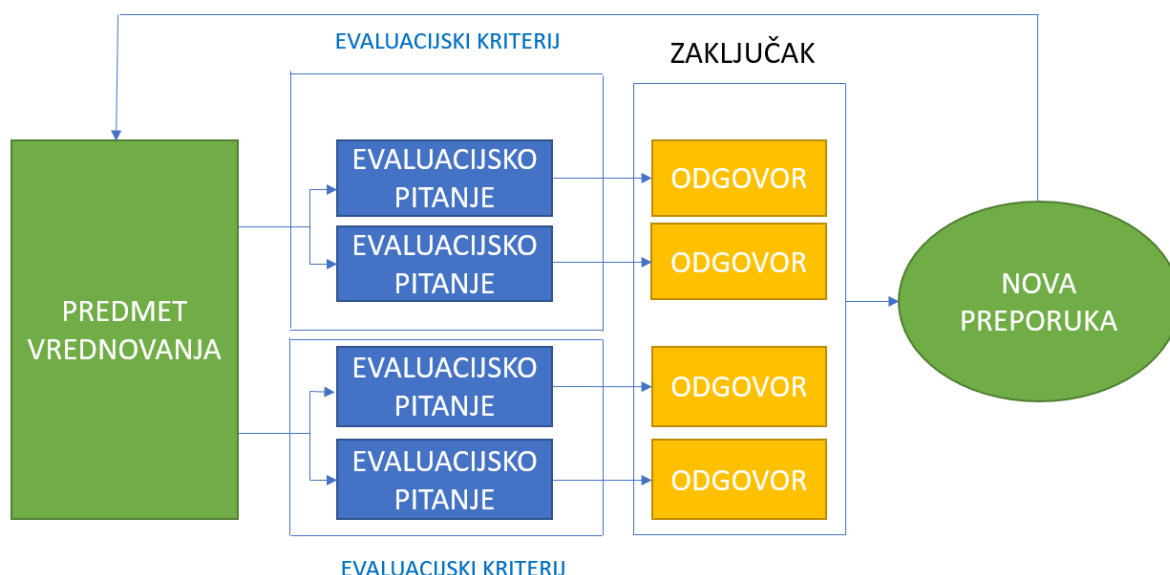 EVALUACIJSKI KRITERIJ
ZAKLJUČAK
PREDMET
VREDNOVANJA
EVALUACIJSKO
PITANJE
EVALUACIJSKO
PITANJE
EVALUACIJSKO
PITANJE
EVALUACIJSKO
PITANJE
ODGOVOR
ODGOVOR
ODGOVOR
ODGOVOR
NOVA
PREPORUKA
EVALUACIJSKI KRITERIJ